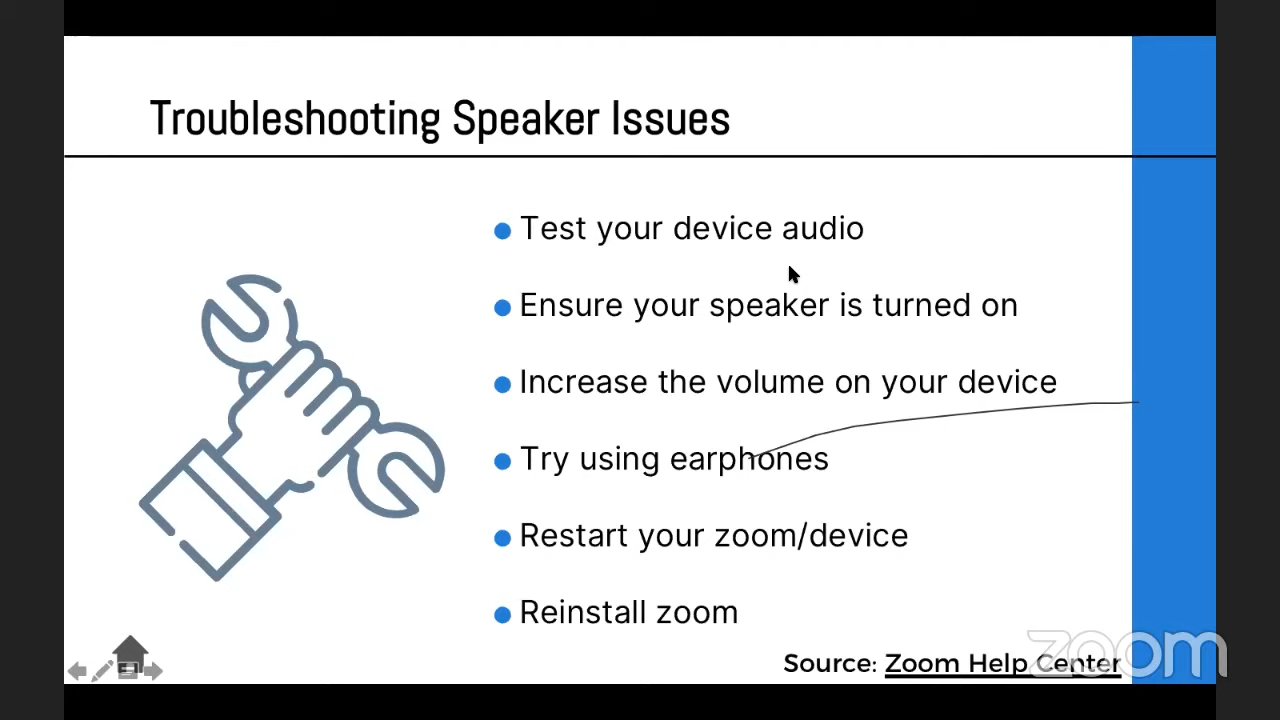 Troubleshooting Speaker Issues
Test your device audio
Ensure your speaker is turned on
Increase the volume on your device
Try using earphones
Restart your zoom/device
Reinstall zoom
Source: Zoom Help Center
zoom